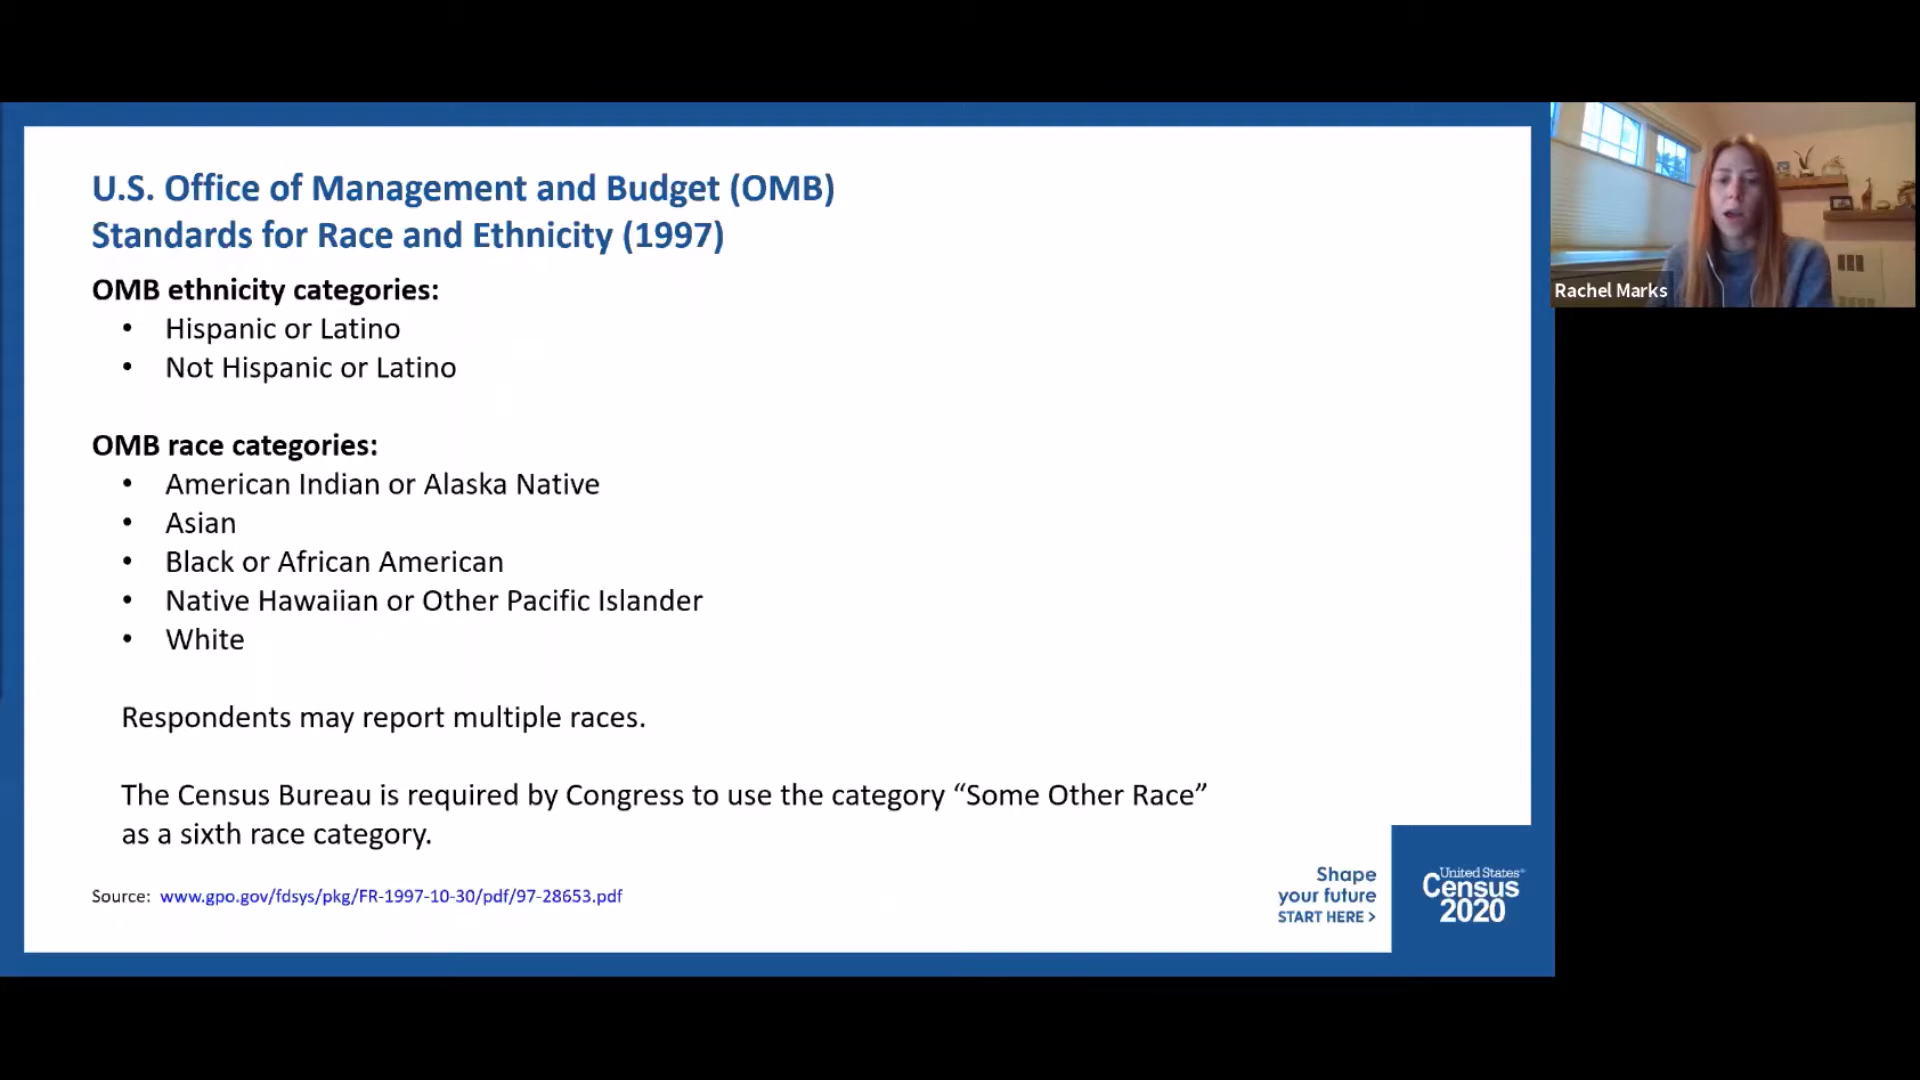 U.S. Office of Management and Budget (OMB)
Standards for Race and Ethnicity (1997)
OMB ethnicity categories:
• Hispanic or Latino
• Not Hispanic or Latino
OMB race categories:
• American Indian or Alaska Native
• Asian
• Black or African American
• Native Hawaiian or Other Pacific Islander
• White
Respondents may report multiple races.
The Census Bureau is required by Congress to use the category “Some Other Race”
as a sixth race category.
Source: www.gpo.gov/fdsys/pkg/FR-1997-10-30/pdf/97-28653.pdf
Shape
your future
START HERE >
United States®
Census
2020
Rachel Marks